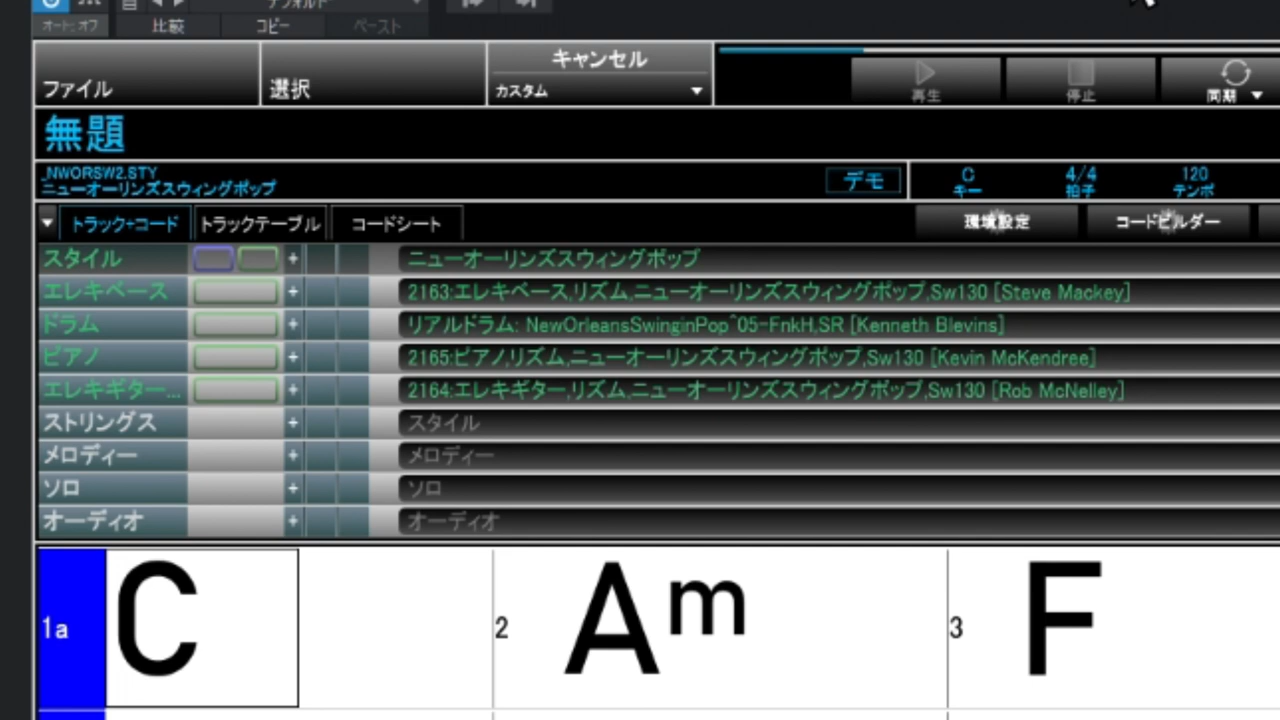 オート:オフ 比較 コピー ペースト
ファイル 選択 キャンセル
カスタム
再生 停止 同期
無題
_NWORSW2.STY
ニューオーリンズスウィングポップ
デモ
C
キー
4/4
拍子
120
テンポ
トラック+コード トラックテーブル コードシート 環境設定 コードビルダー
スタイル + ニューオーリンズスウィングポップ
エレキベース + 2163:エレキベース,リズム,ニューオーリンズスウィングポップ,Sw130 [Steve Mackey]
ドラム + リアルドラム: NewOrleansSwinginPop^05-FnkH,SR [Kenneth Blevins]
ピアノ + 2165:ピアノ,リズム,ニューオーリンズスウィングポップ,Sw130 [Kevin McKendree]
エレキギター... + 2164:エレキギター,リズム,ニューオーリンズスウィングポップ,Sw130 [Rob McNelley]
ストリングス + スタイル
メロディー + メロディー
ソロ + ソロ
オーディオ + オーディオ
1a C 2 Am 3 F